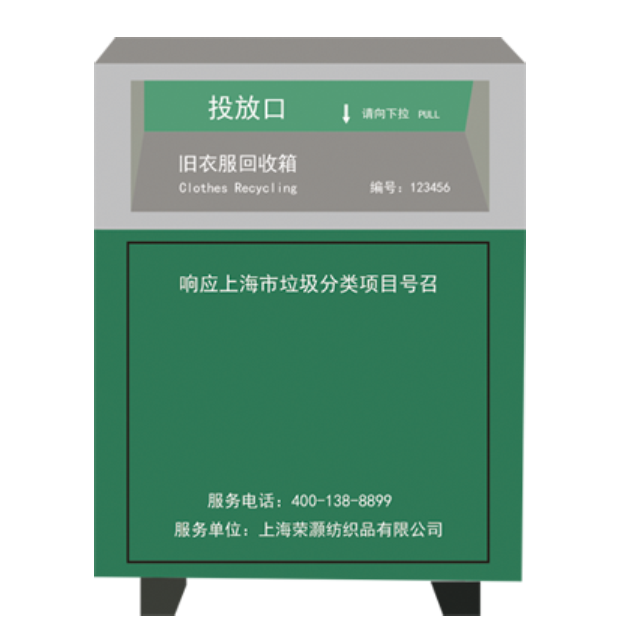 投放口 请向下拉 PULL
旧衣服回收箱
Clothes Recycling 编号：123456
响应上海市垃圾分类项目号召
服务电话：400-138-8899
服务单位：上海荣灏纺织品有限公司